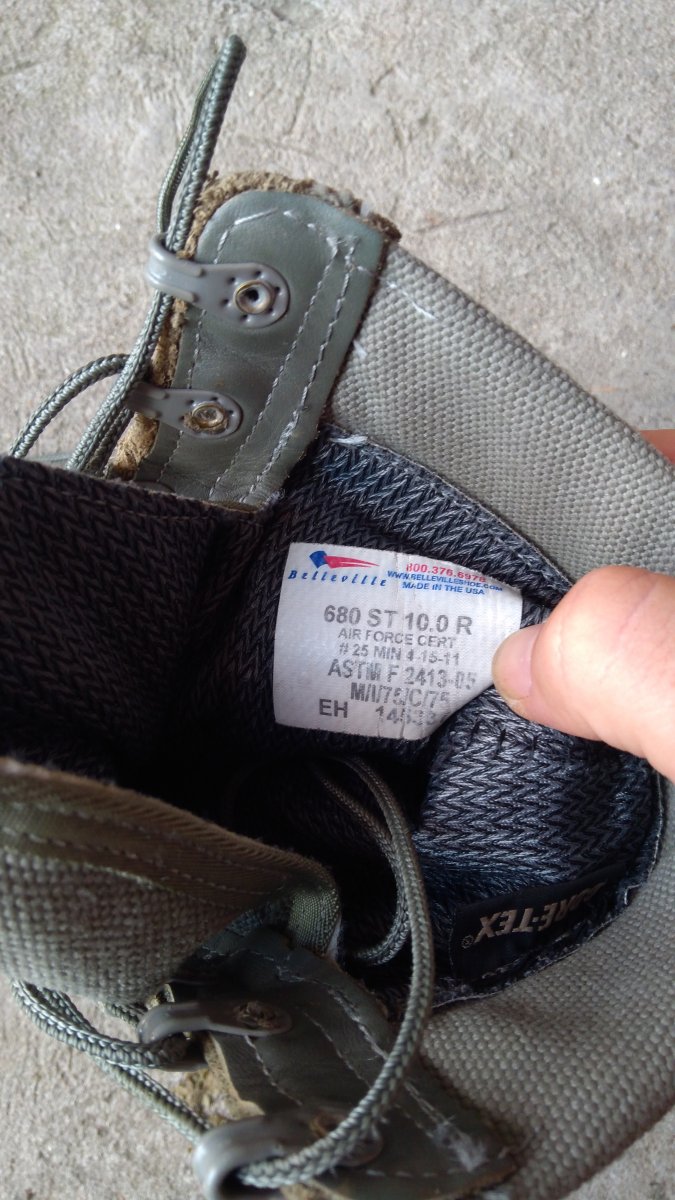 Belleville
800.376.6978
WWW.BELLEVILLESHOE.COM
MADE IN THE USA
680 ST 10.0 R
AIR FORCE CERT
# 25 MIN 4-15-11
ASTM F 2413-05
M/I/75/C/75
EH
GORE-TEX®